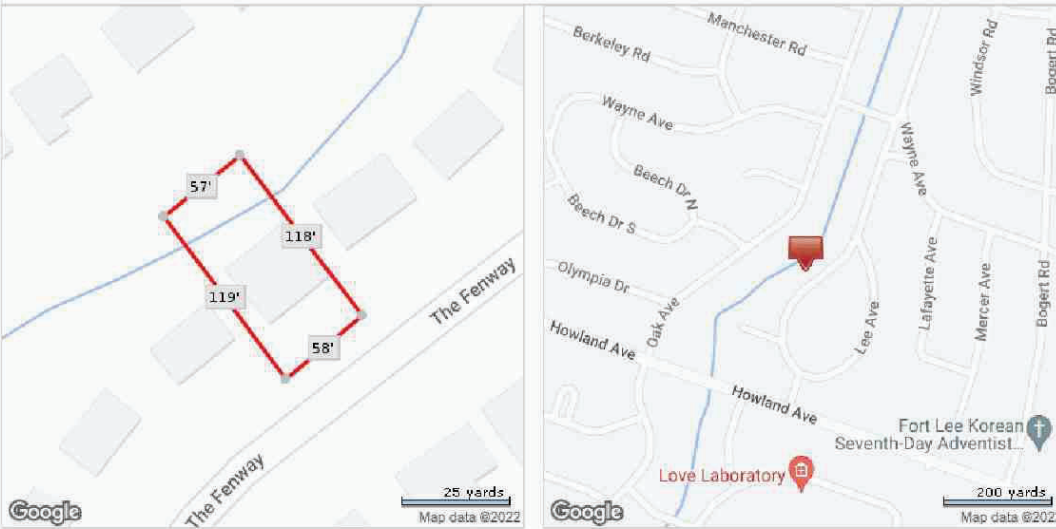 57'
118'
119'
58'
The Fenway
The Fenway
25 yards
Google
Map data @2022
Manchester Rd
Berkeley Rd
Windsor Rd
Bogert Rd
Wayne Ave
Wayne Ave
Beech Dr N
Beech Dr S
Olympia Dr
Oak Ave
Lafayette Ave
Mercer Ave
Bogert Rd
Howland Ave
Lee Ave
Howland Ave
Fort Lee Korean
Seventh-Day Adventist...
Love Laboratory
200 yards
Google
Map data @202